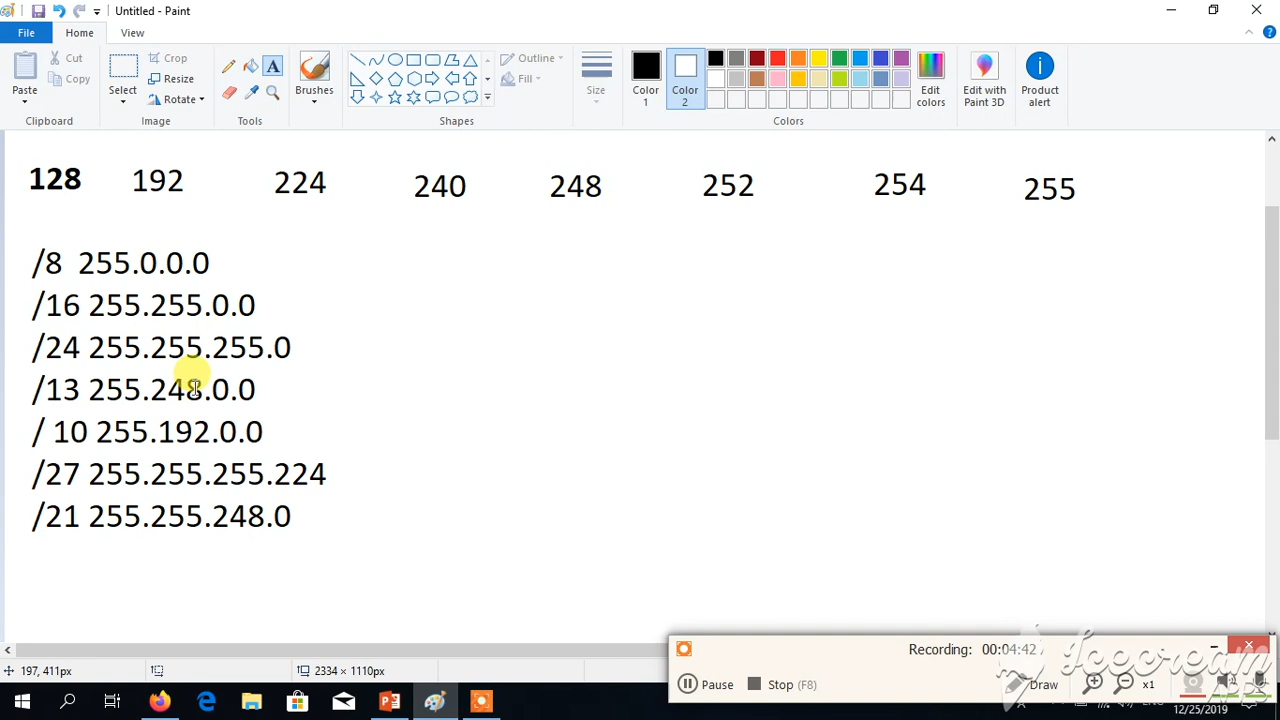 Untitled - Paint
File Home View
Paste Cut Copy Clipboard
Select Resize Rotate Image
Tools
Brushes
Outline Fill Shapes
Size
Color 1 Color 2 Edit colors Colors
Edit with Paint 3D
Product alert
128 192 224 240 248 252 254 255
/8 255.0.0.0
/16 255.255.0.0
/24 255.255.255.0
/13 255.248.0.0
/ 10 255.192.0.0
/27 255.255.255.224
/21 255.255.248.0
Recording: 00:04:42
Pause Stop (F8) Draw x1
Icecream Apps
197, 411px 2334 × 1110px
ENG
12/25/2019